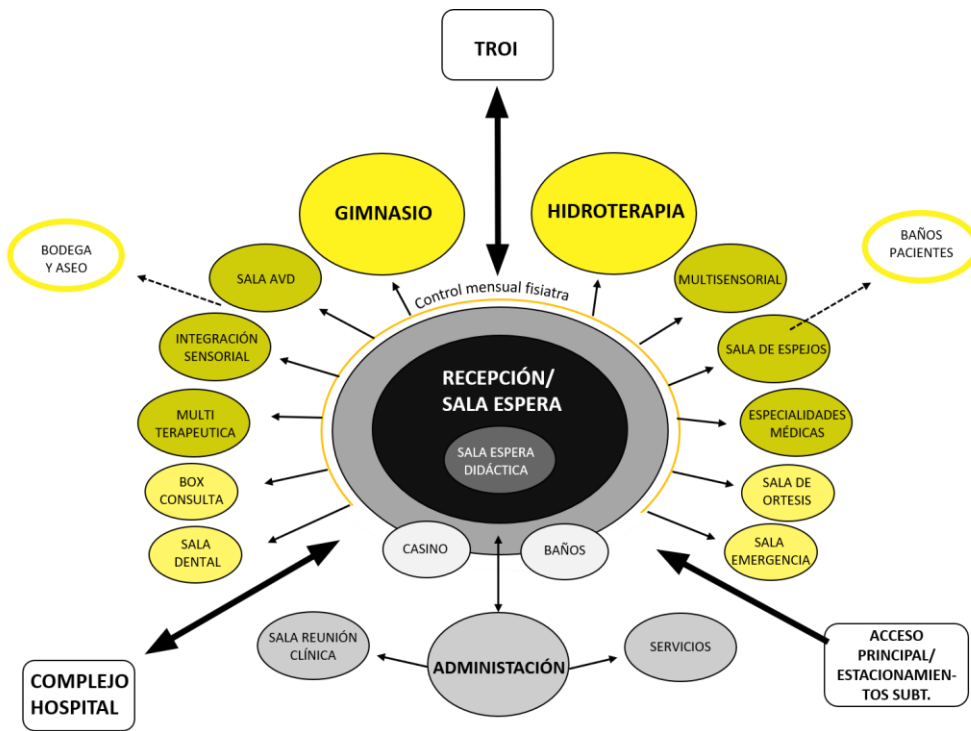 TROI
GIMNASIO
HIDROTERAPIA
BODEGA
Y ASEO
BAÑOS
PACIENTES
SALA AVD
Control mensual fisiatra
MULTISENSORIAL
INTEGRACIÓN
SENSORIAL
SALA DE ESPEJOS
RECEPCIÓN/
SALA ESPERA
MULTI
TERAPEUTICA
ESPECIALIDADES
MÉDICAS
SALA ESPERA
DIDÁCTICA
BOX
CONSULTA
SALA DE
ORTESIS
SALA
DENTAL
CASINO
BAÑOS
SALA
EMERGENCIA
SALA REUNIÓN
CLÍNICA
ADMINISTACIÓN
SERVICIOS
COMPLEJO
HOSPITAL
ACCESO
PRINCIPAL/
ESTACIONAMIEN-
TOS SUBT.